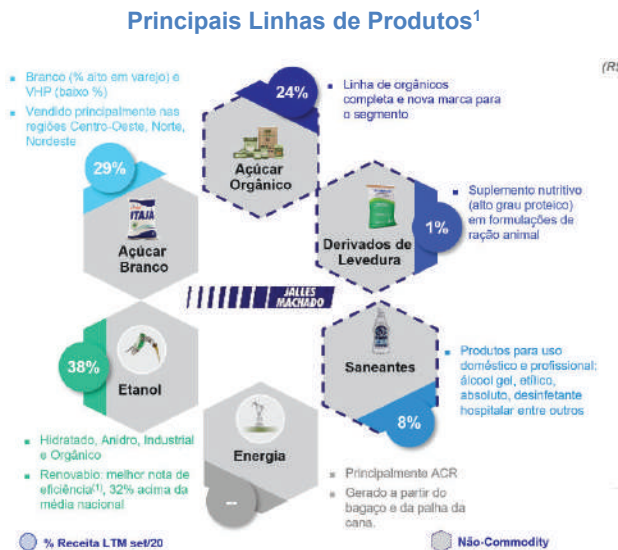 Principais Linhas de Produtos¹
(R$
Branco (% alto em varejo) e
VHP (baixo %)
Vendido principalmente nas
regiões Centro-Oeste, Norte,
Nordeste
24%
Linha de orgânicos
completa e nova marca para
o segmento
Açúcar
Orgânico
29%
ITAJÁ
Açúcar
Branco
Suplemento nutritivo
(alto grau proteico)
em formulações de
ração animal
1%
Derivados de
Levedura
JALLES
MACHADO
38%
Etanol
Saneantes
Produtos para uso
doméstico e profissional:
álcool gel, etílico,
absoluto, desinfetante
hospitalar entre outros
8%
Hidratado, Anidro, Industrial
e Orgânico
Renovabio: melhor nota de
eficiência(1), 32% acima da
média nacional
Energia
--
Principalmente ACR
Gerado a partir do
bagaço e da palha da
cana.
% Receita LTM set/20
Não-Commodity